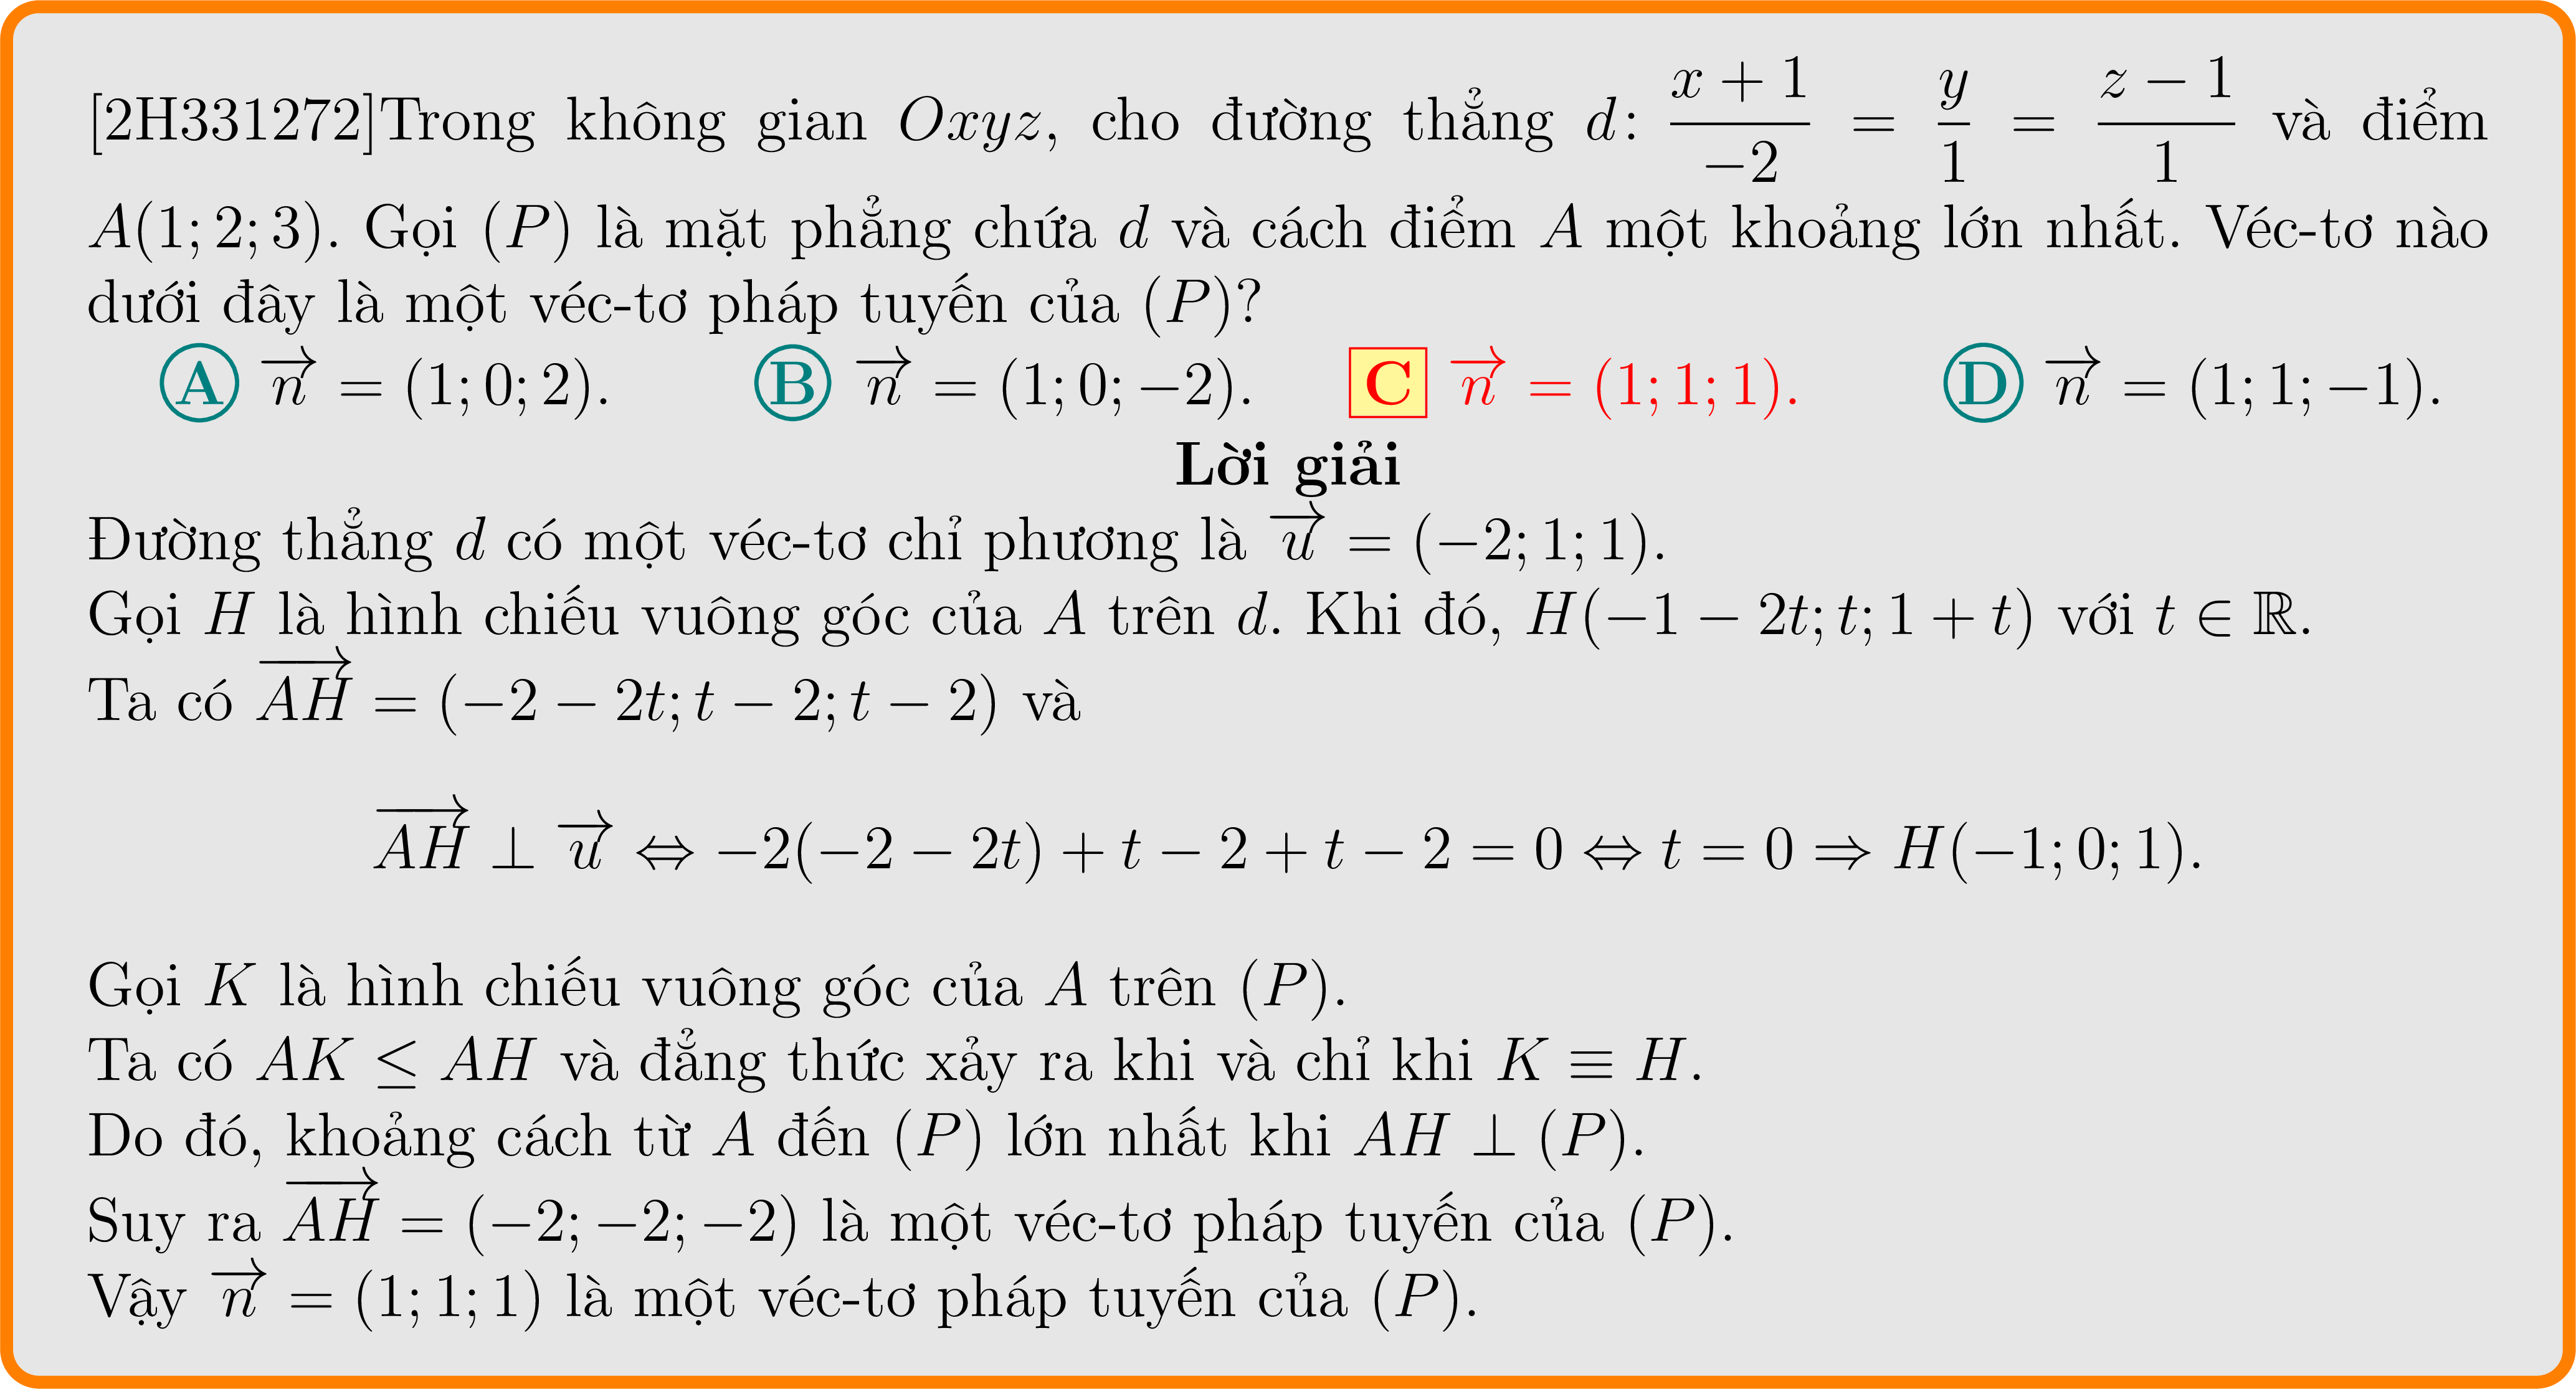 [2H331272]Trong không gian $Oxyz$, cho đường thẳng $d\colon \dfrac{x+1}{-2} = \dfrac{y}{1} = \dfrac{z-1}{1}$ và điểm
$A(1; 2; 3)$. Gọi $(P)$ là mặt phẳng chứa $d$ và cách điểm $A$ một khoảng lớn nhất. Véc-tơ nào
dưới đây là một véc-tơ pháp tuyến của $(P)$?
A $\overrightarrow{n} = (1; 0; 2)$. B $\overrightarrow{n} = (1; 0; -2)$. C $\overrightarrow{n} = (1; 1; 1)$. D $\overrightarrow{n} = (1; 1; -1)$.
Lời giải
Đường thẳng $d$ có một véc-tơ chỉ phương là $\overrightarrow{u} = (-2; 1; 1)$.
Gọi $H$ là hình chiếu vuông góc của $A$ trên $d$. Khi đó, $H(-1 - 2t; t; 1 + t)$ với $t \in \mathbb{R}$.
Ta có $\overrightarrow{AH} = (-2 - 2t; t - 2; t - 2)$ và
$\overrightarrow{AH} \perp \overrightarrow{u} \Leftrightarrow -2(-2 - 2t) + t - 2 + t - 2 = 0 \Leftrightarrow t = 0 \Rightarrow H(-1; 0; 1).$
Gọi $K$ là hình chiếu vuông góc của $A$ trên $(P)$.
Ta có $AK \leq AH$ và đẳng thức xảy ra khi và chỉ khi $K \equiv H$.
Do đó, khoảng cách từ $A$ đến $(P)$ lớn nhất khi $AH \perp (P)$.
Suy ra $\overrightarrow{AH} = (-2; -2; -2)$ là một véc-tơ pháp tuyến của $(P)$.
Vậy $\overrightarrow{n} = (1; 1; 1)$ là một véc-tơ pháp tuyến của $(P)$.